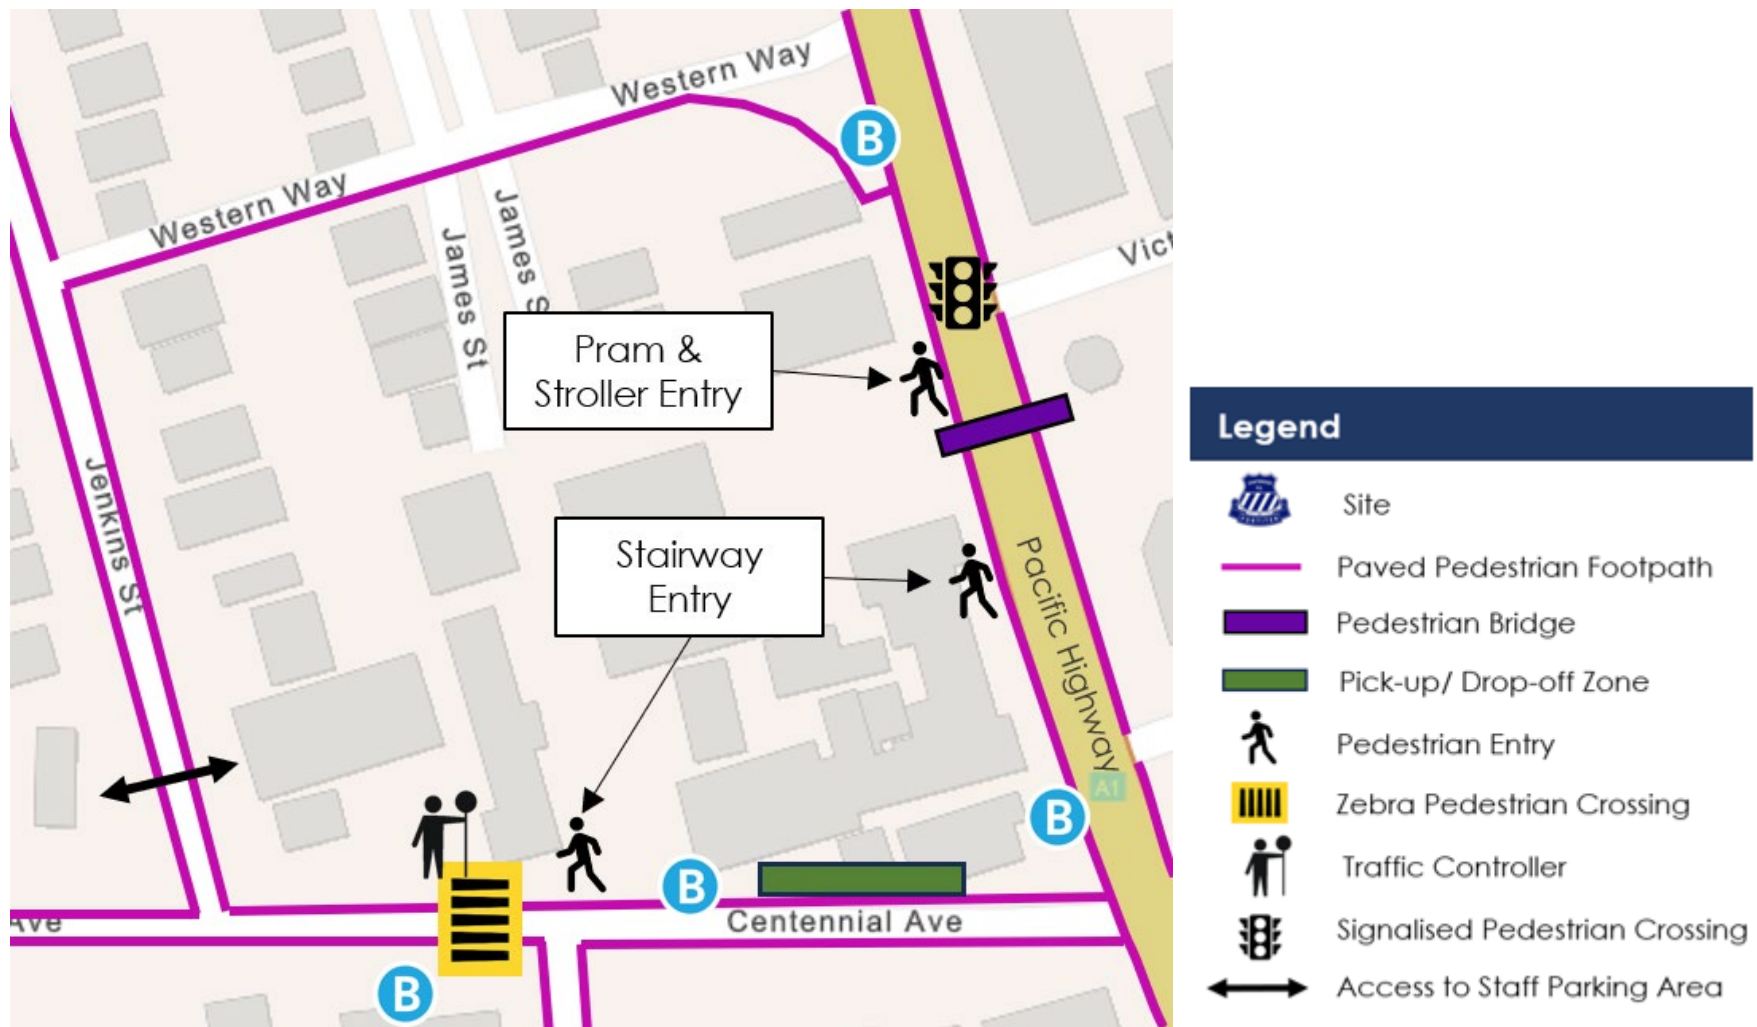 Western Way
B
Western Way
James St
James S
Vict
Pram &
Stroller Entry
Jenkins St
Stairway
Entry
Pacific Highway
A1
B
B
Ave
Centennial Ave
B
Legend
Site
Paved Pedestrian Footpath
Pedestrian Bridge
Pick-up/ Drop-off Zone
Pedestrian Entry
Zebra Pedestrian Crossing
Traffic Controller
Signalised Pedestrian Crossing
Access to Staff Parking Area